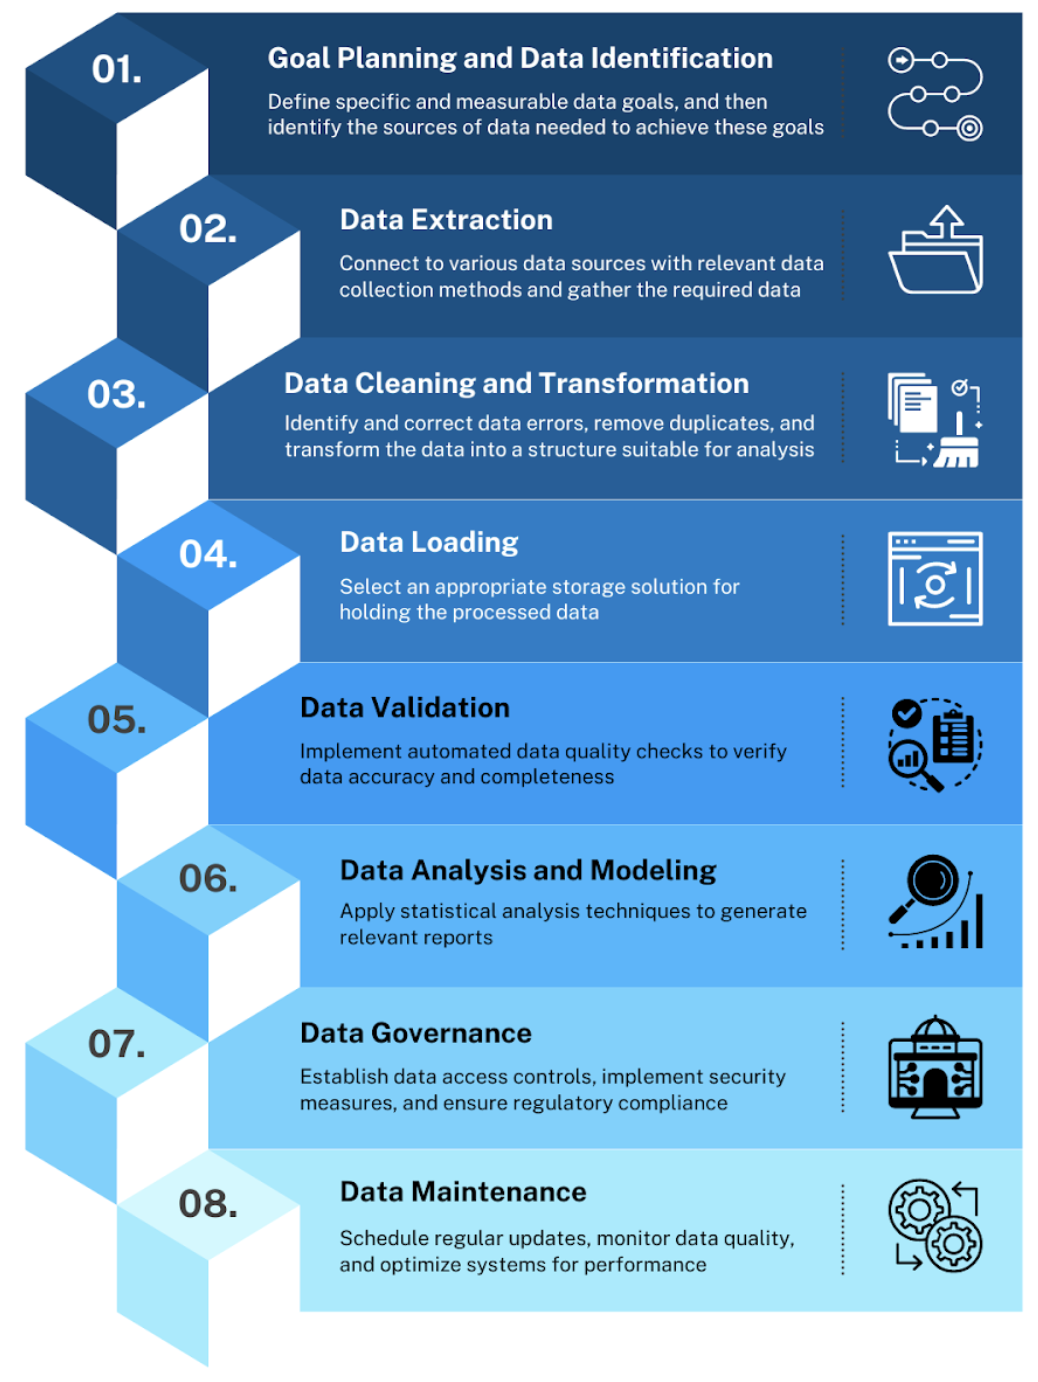 01.
Goal Planning and Data Identification
Define specific and measurable data goals, and then
identify the sources of data needed to achieve these goals
02.
Data Extraction
Connect to various data sources with relevant data
collection methods and gather the required data
03.
Data Cleaning and Transformation
Identify and correct data errors, remove duplicates, and
transform the data into a structure suitable for analysis
04.
Data Loading
Select an appropriate storage solution for
holding the processed data
05.
Data Validation
Implement automated data quality checks to verify
data accuracy and completeness
06.
Data Analysis and Modeling
Apply statistical analysis techniques to generate
relevant reports
07.
Data Governance
Establish data access controls, implement security
measures, and ensure regulatory compliance
08.
Data Maintenance
Schedule regular updates, monitor data quality,
and optimize systems for performance